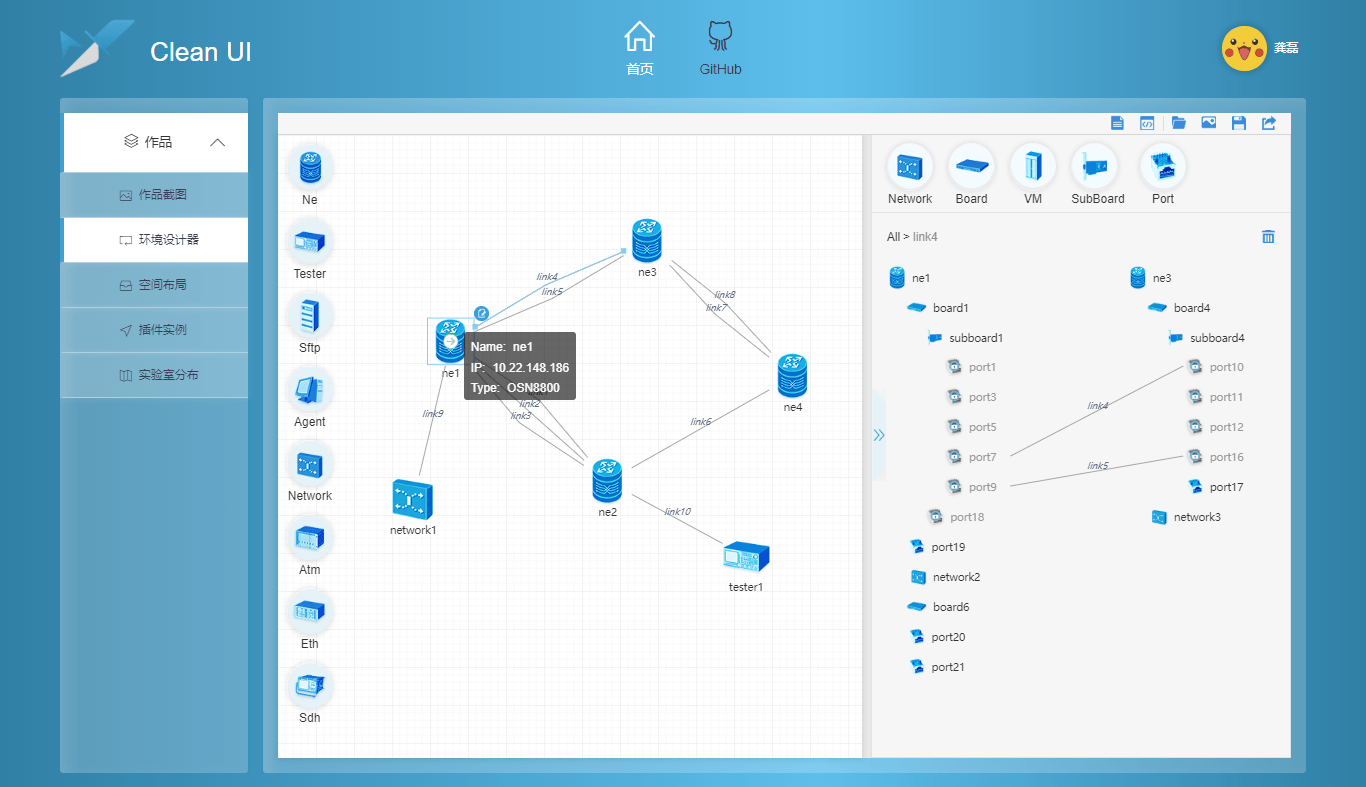 Clean UI
首页
GitHub
龚磊
作品
作品截图
环境设计器
空间布局
插件实例
实验室分布
Ne
Tester
Sftp
Agent
Network
Atm
Eth
Sdh
ne3
link4
link5
link8
link7
ne1
Name: ne1
IP: 10.22.148.186
Type: OSN8800
link2
link3
link9
ne4
link6
ne2
link10
network1
tester1
Network
Board
VM
SubBoard
Port
All > link4
ne1
ne3
board1
board4
subboard1
subboard4
port1
port10
port3
port11
link4
port5
port12
port7
port16
link5
port9
port17
port18
network3
port19
network2
board6
port20
port21